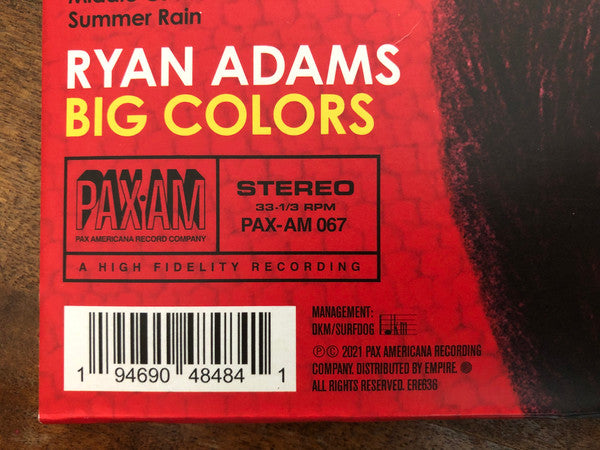 Summer Rain
RYAN ADAMS
BIG COLORS
PAX·AM
PAX AMERICANA RECORD COMPANY
STEREO
33-1/3 RPM
PAX-AM 067
A HIGH FIDELITY RECORDING
1 94690 48484 1
MANAGEMENT:
DKM/SURFDOG dkm
℗ © 2021 PAX AMERICANA RECORDING
COMPANY. DISTRIBUTED BY EMPIRE.
ALL RIGHTS RESERVED. ERE636